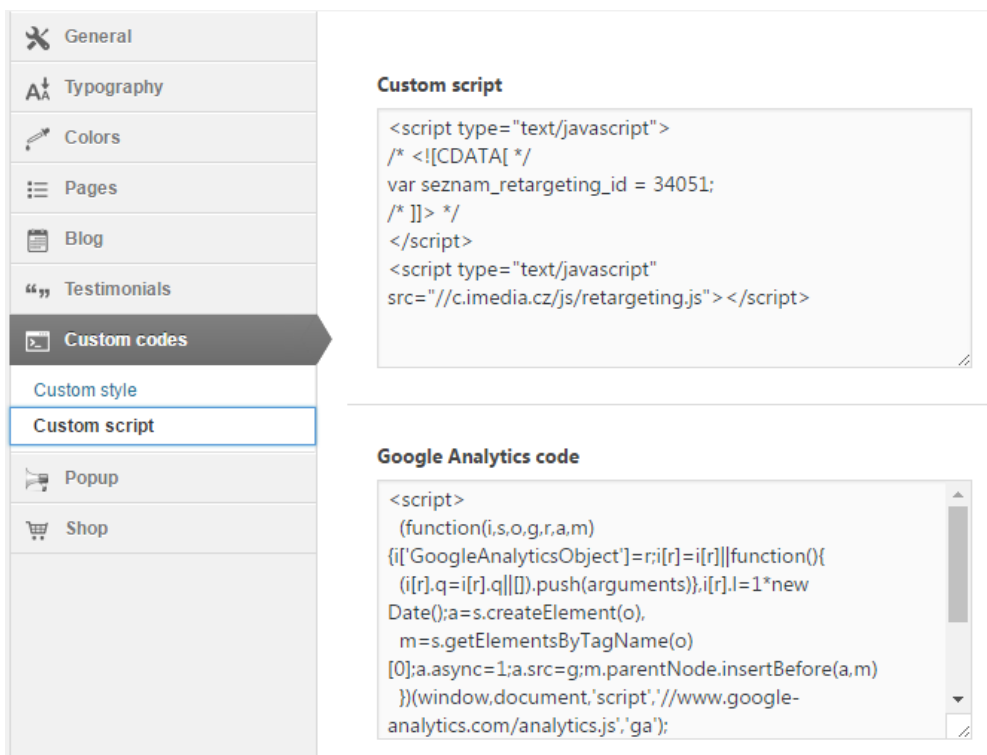 General
Typography
Colors
Pages
Blog
Testimonials
Custom codes
Custom style
Custom script
Popup
Shop
Custom script
<script type="text/javascript">
/* <![CDATA[ */
var seznam_retargeting_id = 34051;
/* ]]> */
</script>
<script type="text/javascript"
src="//c.imedia.cz/js/retargeting.js"></script>
Google Analytics code
<script>
(function(i,s,o,g,r,a,m)
{i['GoogleAnalyticsObject']=r;i[r]=i[r]||function(){
(i[r].q=i[r].q||[]).push(arguments)},i[r].l=1*new
Date();a=s.createElement(o),
m=s.getElementsByTagName(o)
[0];a.async=1;a.src=g;m.parentNode.insertBefore(a,m)
})(window,document,'script','//www.google-
analytics.com/analytics.js','ga');